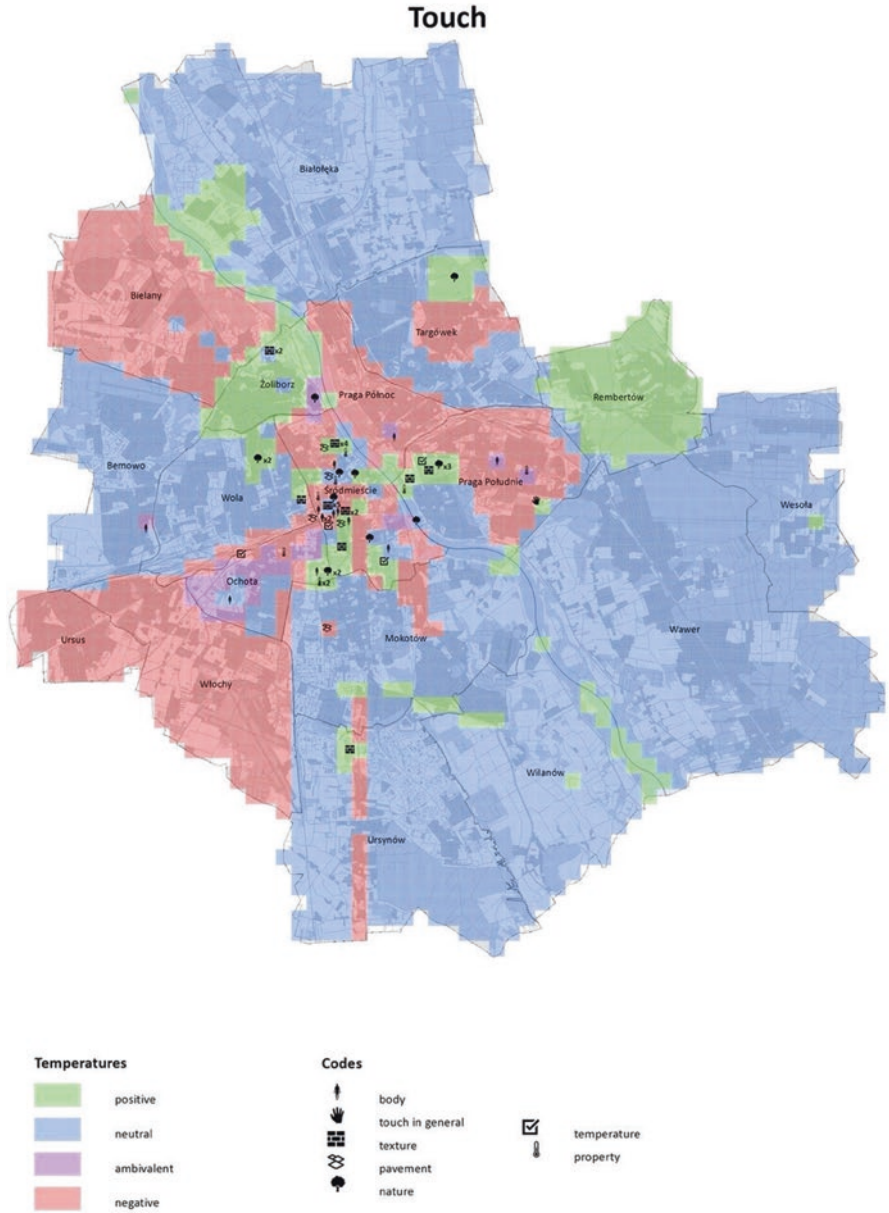 Touch
Białołęka
Bielany
Targówek
x2
Żoliborz
Praga Północ
Rembertów
x4
Bemowo
x2
x3
Wola
Śródmieście
Praga Południe
Wesoła
x2
Ochota
x2
x2
Ursus
Mokotów
Wawer
Włochy
Wilanów
Ursynów
Temperatures
Codes
positive
body
neutral
touch in general
temperature
texture
property
ambivalent
pavement
negative
nature